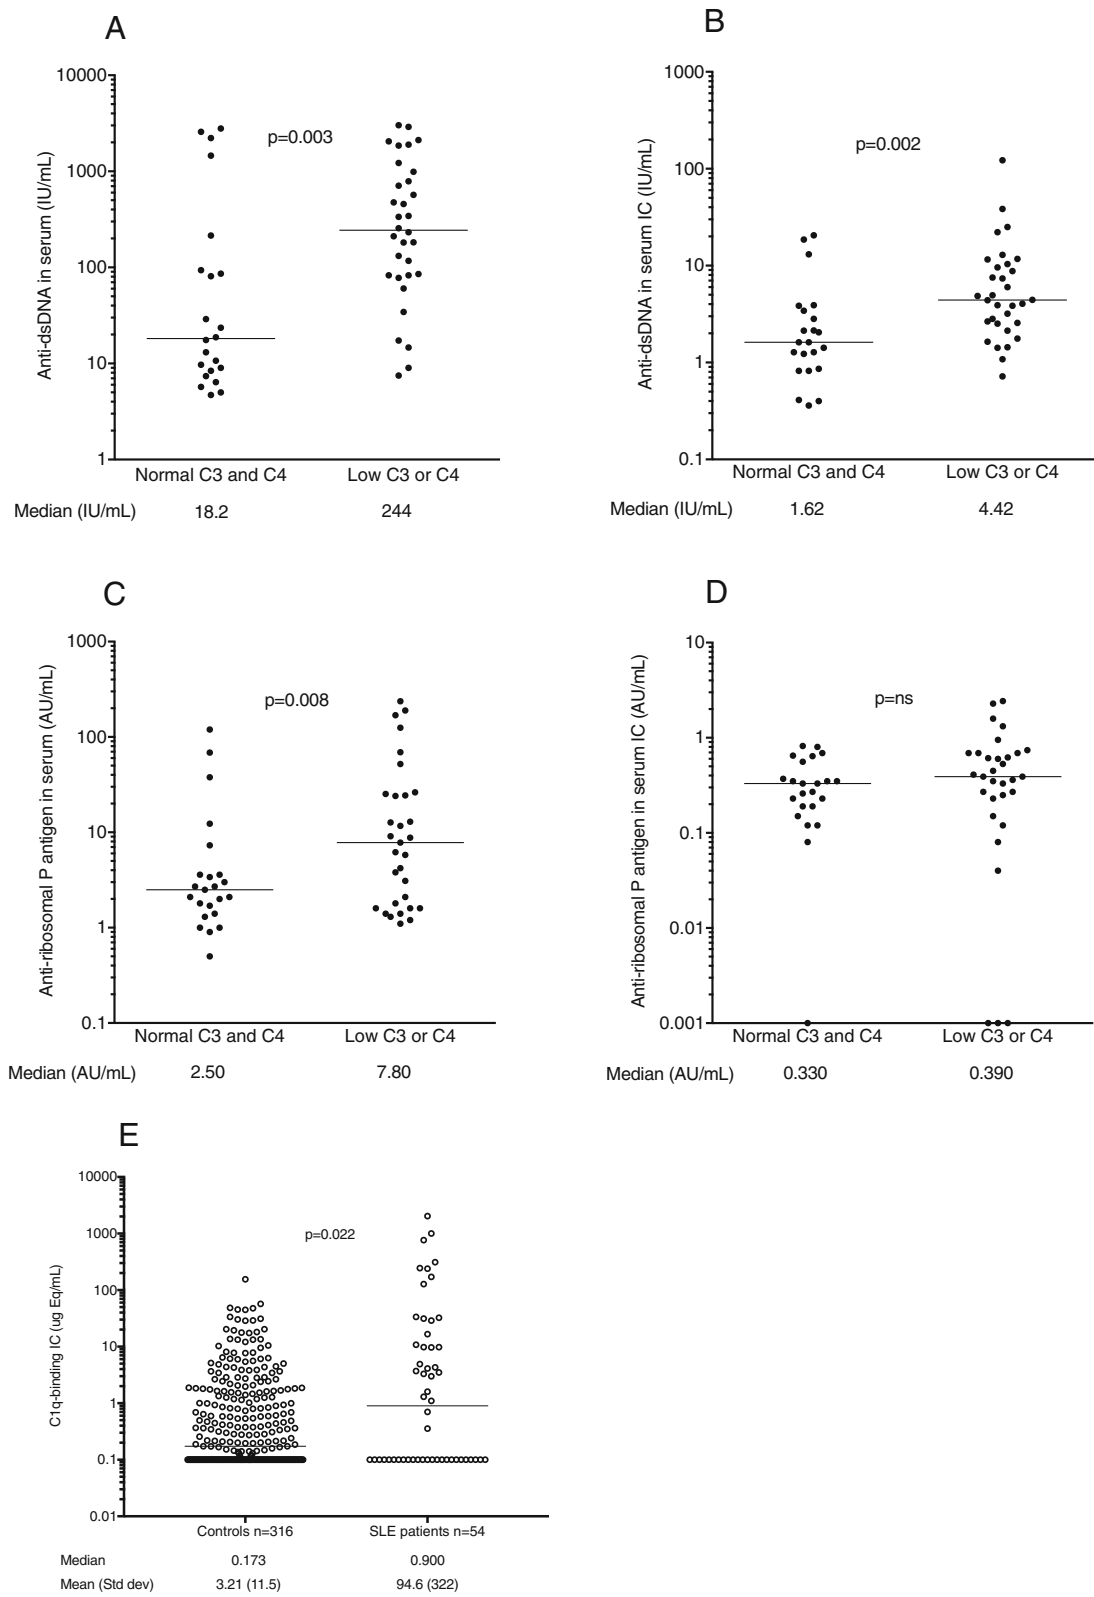 A
Anti-dsDNA in serum (IU/mL)
10000
1000
100
10
1
p=0.003
Normal C3 and C4
Low C3 or C4
Median (IU/mL)
18.2
244
B
Anti-dsDNA in serum IC (IU/mL)
1000
100
10
1
0.1
p=0.002
Normal C3 and C4
Low C3 or C4
Median (IU/mL)
1.62
4.42
C
Anti-ribosomal P antigen in serum (AU/mL)
1000
100
10
1
0.1
p=0.008
Normal C3 and C4
Low C3 or C4
Median (AU/mL)
2.50
7.80
D
Anti-ribosomal P antigen in serum IC (AU/mL)
10
1
0.1
0.01
0.001
p=ns
Normal C3 and C4
Low C3 or C4
Median (AU/mL)
0.330
0.390
E
C1q-binding IC (ug Eq/mL)
10000
1000
100
10
1
0.1
0.01
p=0.022
Controls n=316
SLE patients n=54
Median
0.173
0.900
Mean (Std dev)
3.21 (11.5)
94.6 (322)